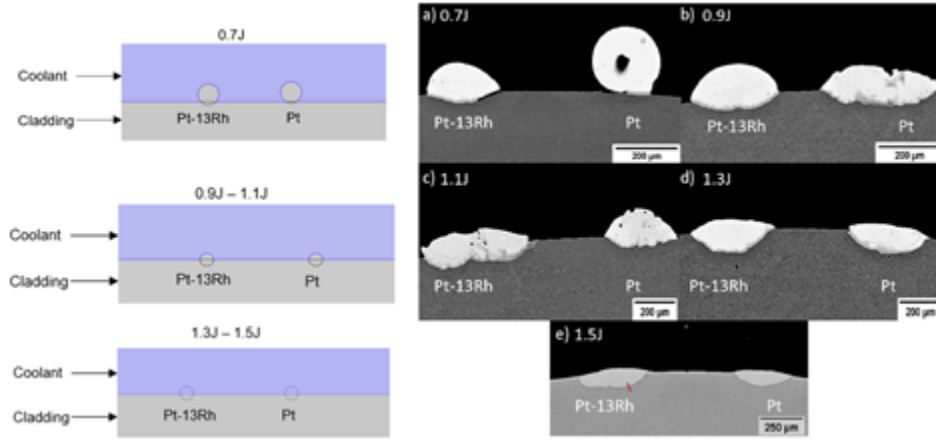 0.7J
Coolant
Cladding
Pt-13Rh Pt
0.9J – 1.1J
Coolant
Cladding
Pt-13Rh Pt
1.3J – 1.5J
Coolant
Cladding
Pt-13Rh Pt
a) 0.7J
Pt-13Rh Pt
200 µm
b) 0.9J
Pt-13Rh Pt
200 µm
c) 1.1J
Pt-13Rh Pt
200 µm
d) 1.3J
Pt-13Rh Pt
200 µm
e) 1.5J
Pt-13Rh Pt
250 µm